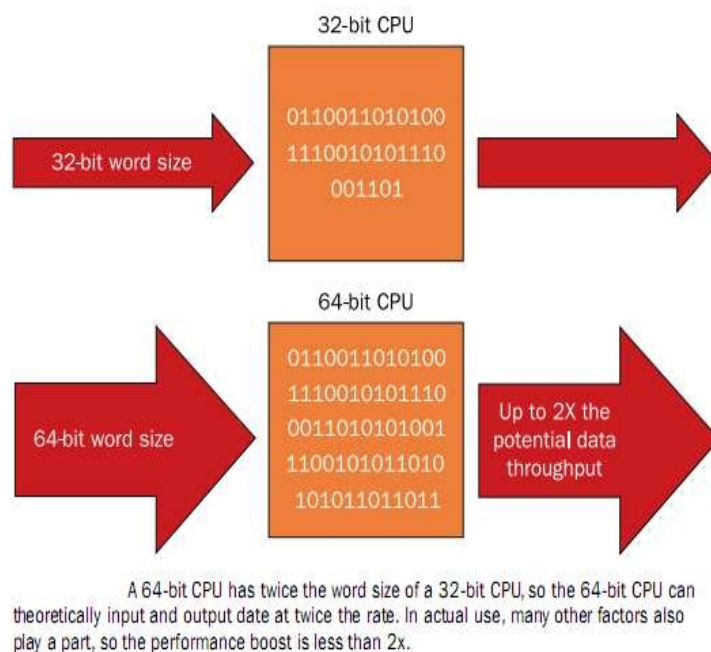 32-bit CPU
32-bit word size
0110011010100
1110010101110
001101
64-bit CPU
64-bit word size
0110011010100
1110010101110
0011010101001
1100101011010
101011011011
Up to 2X the
potential data
throughput
A 64-bit CPU has twice the word size of a 32-bit CPU, so the 64-bit CPU can
theoretically input and output date at twice the rate. In actual use, many other factors also
play a part, so the performance boost is less than 2x.